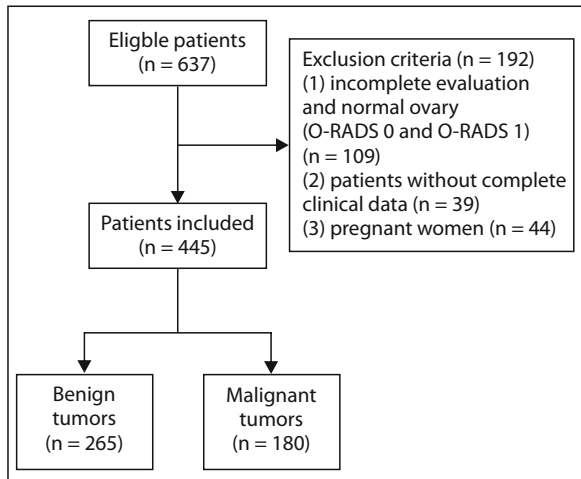 Eligble patients
(n = 637)
Exclusion criteria (n = 192)
(1) incomplete evaluation
and normal ovary
(O-RADS 0 and O-RADS 1)
(n = 109)
(2) patients without complete
clinical data (n = 39)
(3) pregnant women (n = 44)
Patients included
(n = 445)
Benign
tumors
(n = 265)
Malignant
tumors
(n = 180)